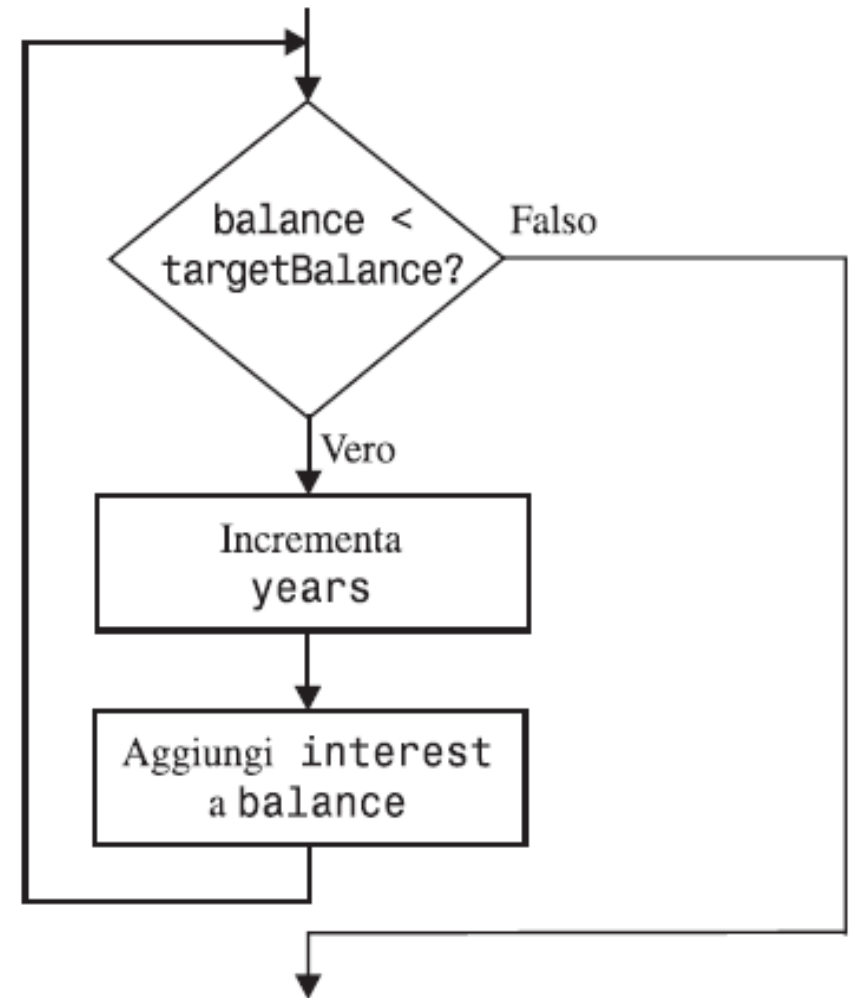 balance <
targetBalance?
Falso
Vero
Incrementa
years
Aggiungi interest
a balance